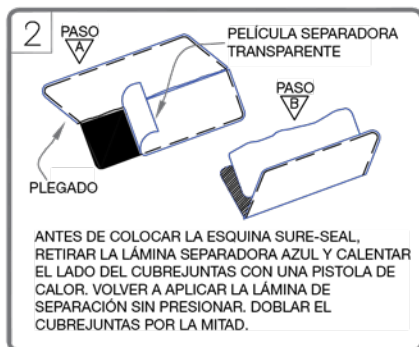 2
PASO
A
PELÍCULA SEPARADORA
TRANSPARENTE
PASO
B
PLEGADO
ANTES DE COLOCAR LA ESQUINA SURE-SEAL,
RETIRAR LA LÁMINA SEPARADORA AZUL Y CALENTAR
EL LADO DEL CUBREJUNTAS CON UNA PISTOLA DE
CALOR. VOLVER A APLICAR LA LÁMINA DE
SEPARACIÓN SIN PRESIONAR. DOBLAR EL
CUBREJUNTAS POR LA MITAD.